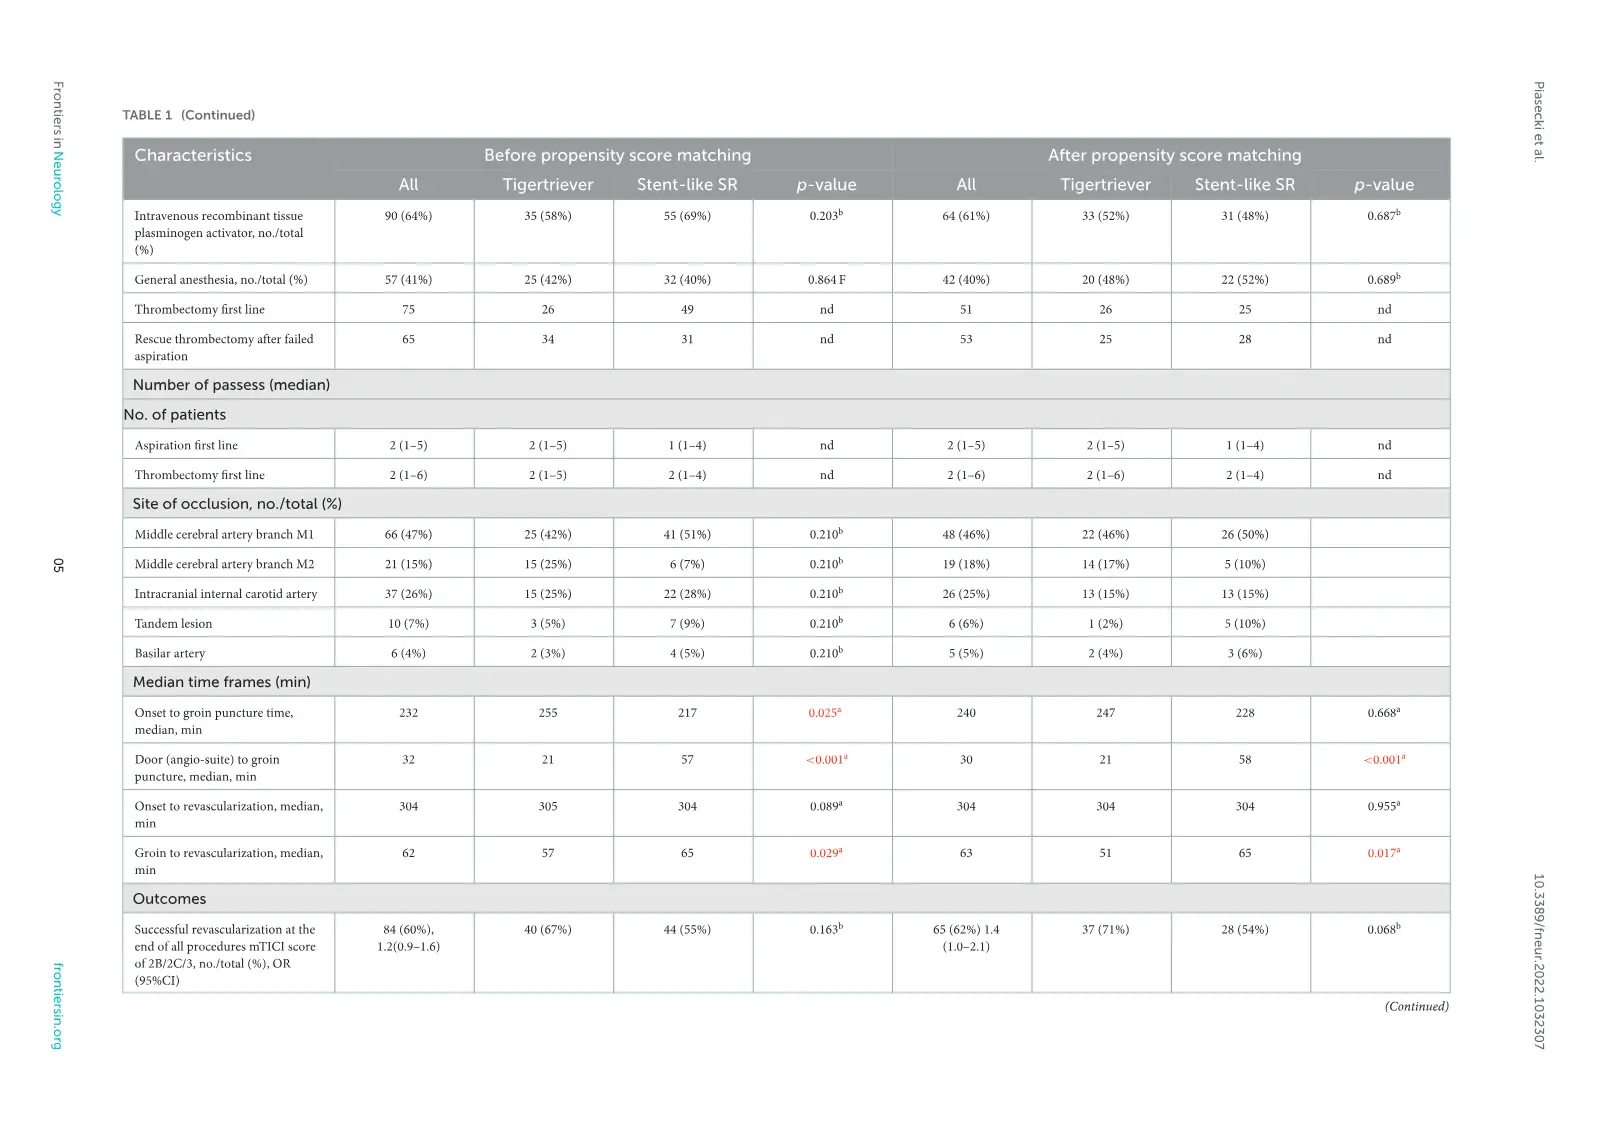 Piasecki et al.
10.3389/fneur.2022.1032307
TABLE 1 (Continued)
Characteristics Before propensity score matching After propensity score matching
All Tigertriever Stent-like SR p-value All Tigertriever Stent-like SR p-value
Intravenous recombinant tissue 90 (64%) 35 (58%) 55 (69%) 0.203b 64 (61%) 33 (52%) 31 (48%) 0.687b
plasminogen activator, no./total
(%)
General anesthesia, no./total (%) 57 (41%) 25 (42%) 32 (40%) 0.864 F 42 (40%) 20 (48%) 22 (52%) 0.689b
Thrombectomy first line 75 26 49 nd 51 26 25 nd
Rescue thrombectomy after failed 65 34 31 nd 53 25 28 nd
aspiration
Number of passess (median)
No. of patients
Aspiration first line 2 (1–5) 2 (1–5) 1 (1–4) nd 2 (1–5) 2 (1–5) 1 (1–4) nd
Thrombectomy first line 2 (1–6) 2 (1–5) 2 (1–4) nd 2 (1–6) 2 (1–6) 2 (1–4) nd
Site of occlusion, no./total (%)
Middle cerebral artery branch M1 66 (47%) 25 (42%) 41 (51%) 0.210b 48 (46%) 22 (46%) 26 (50%)
Middle cerebral artery branch M2 21 (15%) 15 (25%) 6 (7%) 0.210b 19 (18%) 14 (17%) 5 (10%)
Intracranial internal carotid artery 37 (26%) 15 (25%) 22 (28%) 0.210b 26 (25%) 13 (15%) 13 (15%)
Tandem lesion 10 (7%) 3 (5%) 7 (9%) 0.210b 6 (6%) 1 (2%) 5 (10%)
Basilar artery 6 (4%) 2 (3%) 4 (5%) 0.210b 5 (5%) 2 (4%) 3 (6%)
Median time frames (min)
Onset to groin puncture time, 232 255 217 0.025a 240 247 228 0.668a
median, min
Door (angio-suite) to groin 32 21 57 <0.001a 30 21 58 <0.001a
puncture, median, min
Onset to revascularization, median, 304 305 304 0.089a 304 304 304 0.955a
min
Groin to revascularization, median, 62 57 65 0.029a 63 51 65 0.017a
min
Outcomes
Successful revascularization at the 84 (60%), 40 (67%) 44 (55%) 0.163b 65 (62%) 1.4 37 (71%) 28 (54%) 0.068b
end of all procedures mTICI score 1.2(0.9–1.6) (1.0–2.1)
of 2B/2C/3, no./total (%), OR
(95%CI)
(Continued)
Frontiers in Neurology
05
frontiersin.org